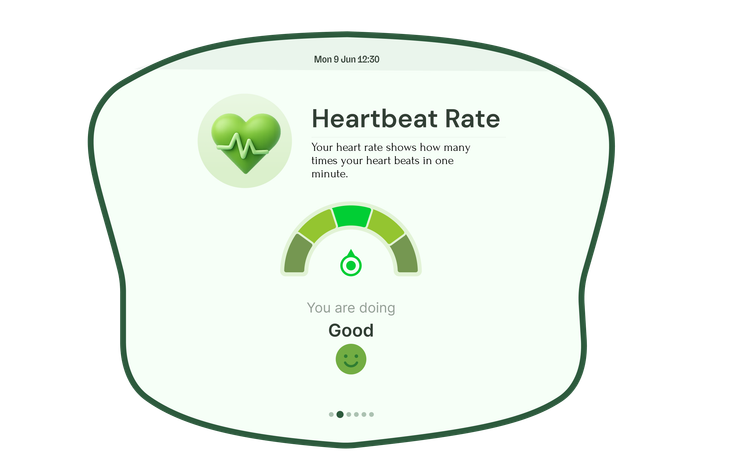 Mon 9 Jun 12:30
Heartbeat Rate
Your heart rate shows how many
times your heart beats in one
minute.
You are doing
Good